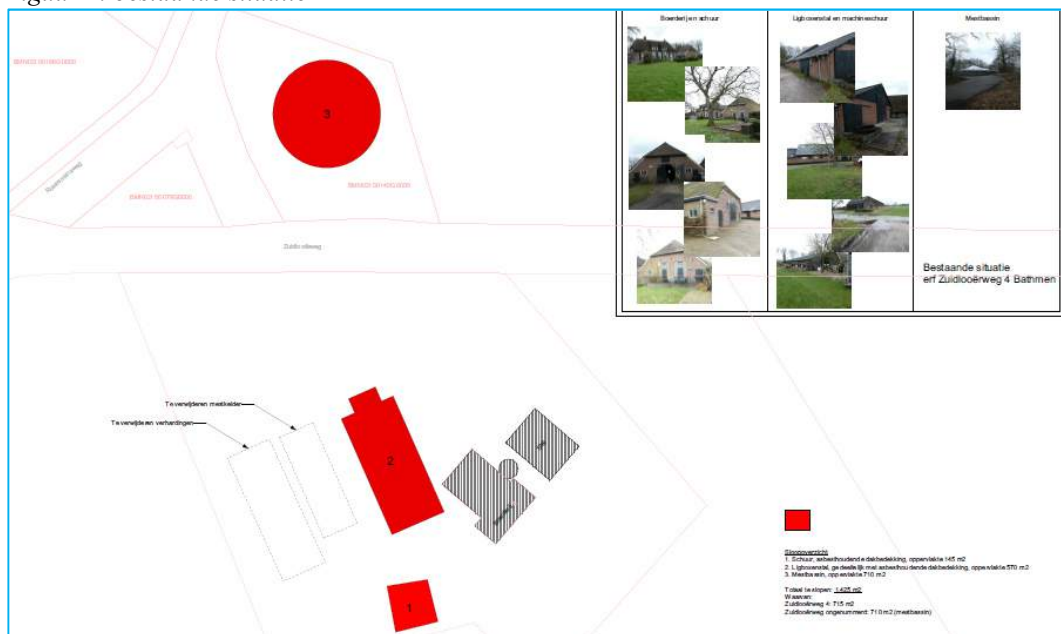 Boerderij en schuur
Ligboxenstal en machineschuur
Mestbassin
3
Zuidlooërweg
Bestaande situatie
erf Zuidlooërweg 4 Bathmen
Te verwijderen mestkelder
Te verwijderen verhardingen
2
1
Sloopoverzicht
1. Schuur, asbesthoudende dakbedekking, oppervlakte 145 m2
2. Ligboxenstal, gedeeltelijk met asbesthoudende dakbedekking, oppervlakte 570 m2
3. Mestbassin, oppervlakte 710 m2
Totaal te slopen: 1.425 m2
Waarvan:
Zuidlooërweg 4: 715 m2
Zuidlooërweg ongenummerd: 710 m2 (mestbassin)